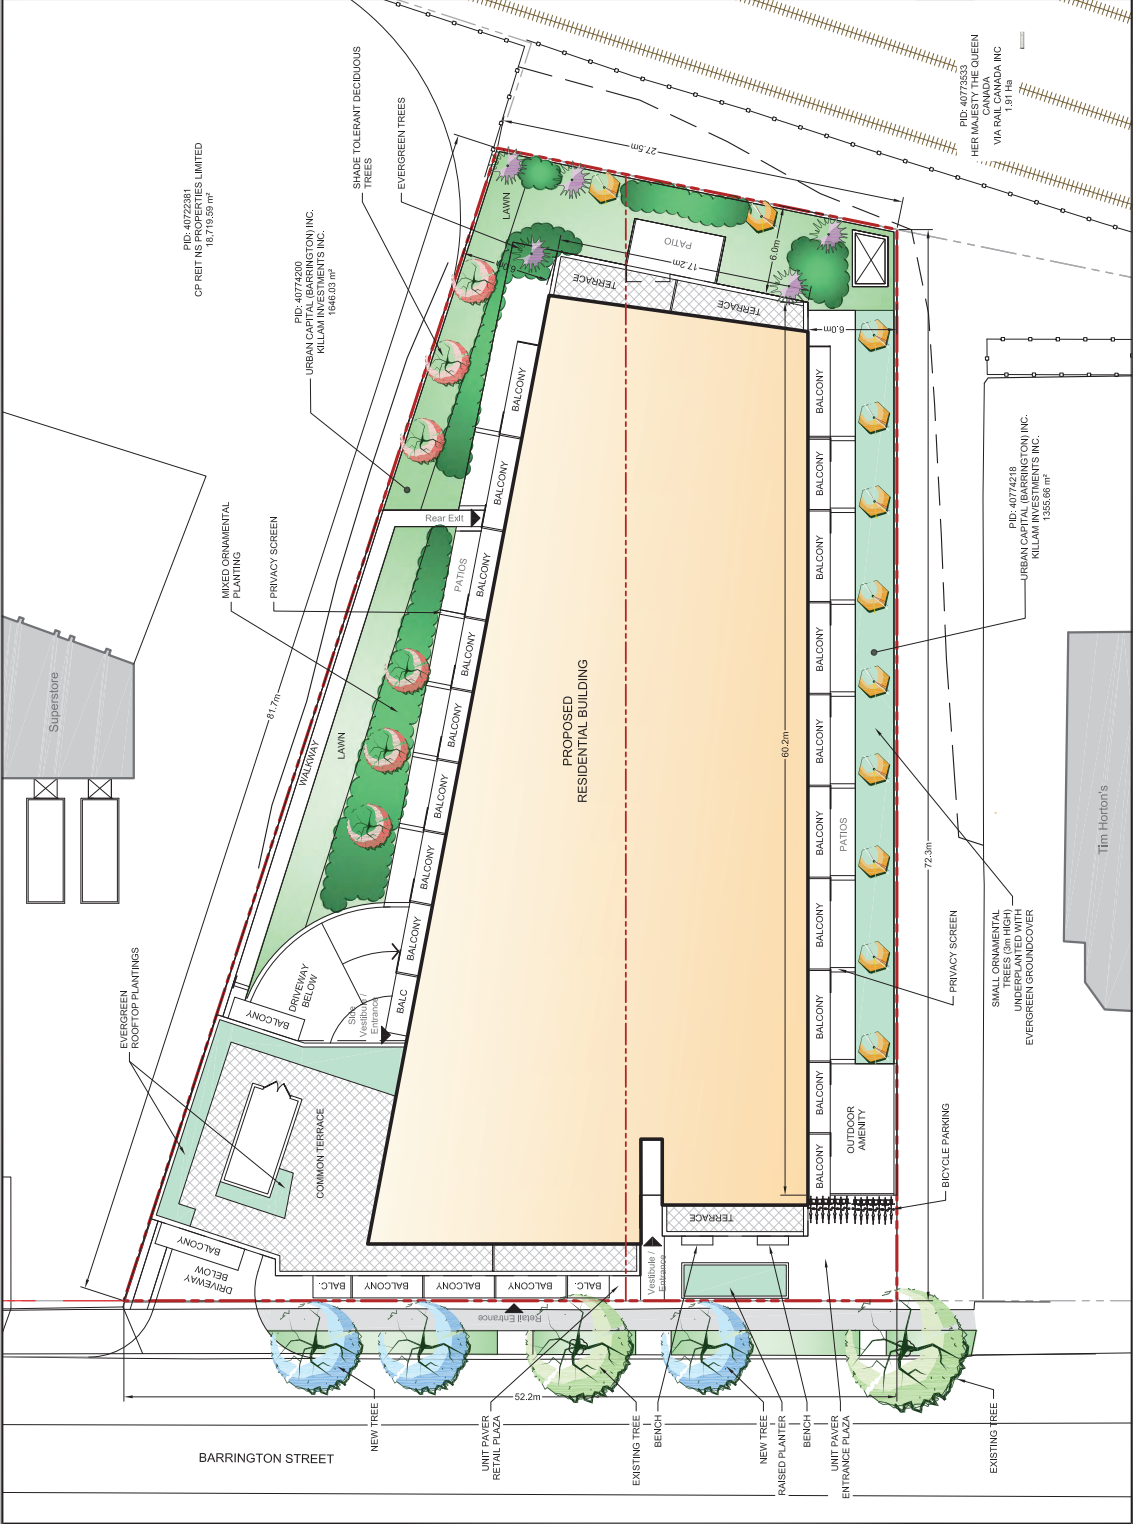 PID: 40773533
HER MAJESTY THE QUEEN
CANADA
VIA RAIL CANADA INC
1.91 Ha
PID: 40722381
CP REIT NS PROPERTIES LIMITED
18,719.59 m²
PID: 40774200
URBAN CAPITAL (BARRINGTON) INC.
KILLAM INVESTMENTS INC.
1646.03 m²
SHADE TOLERANT DECIDUOUS
TREES
EVERGREEN TREES
27.5m
LAWN
PATIO
6.0m
17.2m
6.0m
TERRACE
TERRACE
6.0m
BALCONY
BALCONY
BALCONY
BALCONY
BALCONY
BALCONY
BALCONY
BALCONY
BALCONY
BALC
Rear Exit
PATIOS
MIXED ORNAMENTAL
PLANTING
PRIVACY SCREEN
Superstore
81.7m
WALKWAY
LAWN
PROPOSED
RESIDENTIAL BUILDING
60.2m
BALCONY
BALCONY
BALCONY
BALCONY
BALCONY
BALCONY
BALCONY
BALCONY
BALCONY
BALCONY
PATIOS
72.3m
PID: 40774218
URBAN CAPITAL (BARRINGTON) INC.
KILLAM INVESTMENTS INC.
1355.66 m²
Tim Horton's
PRIVACY SCREEN
SMALL ORNAMENTAL
TREES (3m HIGH)
UNDERPLANTED WITH
EVERGREEN GROUNDCOVER
EVERGREEN
ROOFTOP PLANTINGS
BALCONY
DRIVEWAY
BELOW
Side
Vestibule /
Entrance
COMMON TERRACE
OUTDOOR
AMENITY
BICYCLE PARKING
BALCONY
DRIVEWAY
BELOW
BALC.
BALCONY
BALCONY
BALCONY
BALC.
TERRACE
Vestibule /
Entrance
Retail Entrance
52.2m
NEW TREE
UNIT PAVER
RETAIL PLAZA
EXISTING TREE
BENCH
NEW TREE
RAISED PLANTER
BENCH
UNIT PAVER
ENTRANCE PLAZA
EXISTING TREE
BARRINGTON STREET